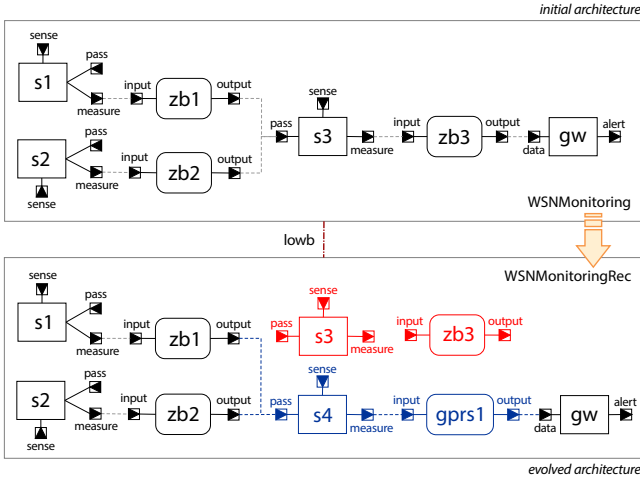 initial architecture
sense
pass
s1
input
output
zb1
measure
sense
pass
input
output
pass
s3
zb3
gw
alert
measure
data
pass
s2
input
output
zb2
measure
sense
WSNMonitoring
lowb
WSNMonitoringRec
sense
pass
s1
input
output
zb1
measure
sense
pass
s3
measure
input
output
zb3
pass
s2
input
output
zb2
measure
sense
sense
pass
s4
measure
input
output
gprs1
data
gw
alert
evolved architecture